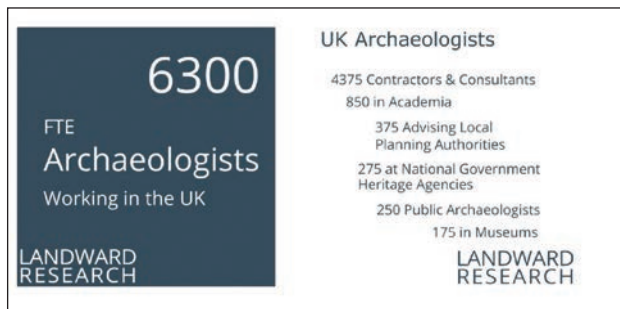 6300
FTE
Archaeologists
Working in the UK
LANDWARD
RESEARCH
UK Archaeologists
4375 Contractors & Consultants
850 in Academia
375 Advising Local
Planning Authorities
275 at National Government
Heritage Agencies
250 Public Archaeologists
175 in Museums
LANDWARD
RESEARCH